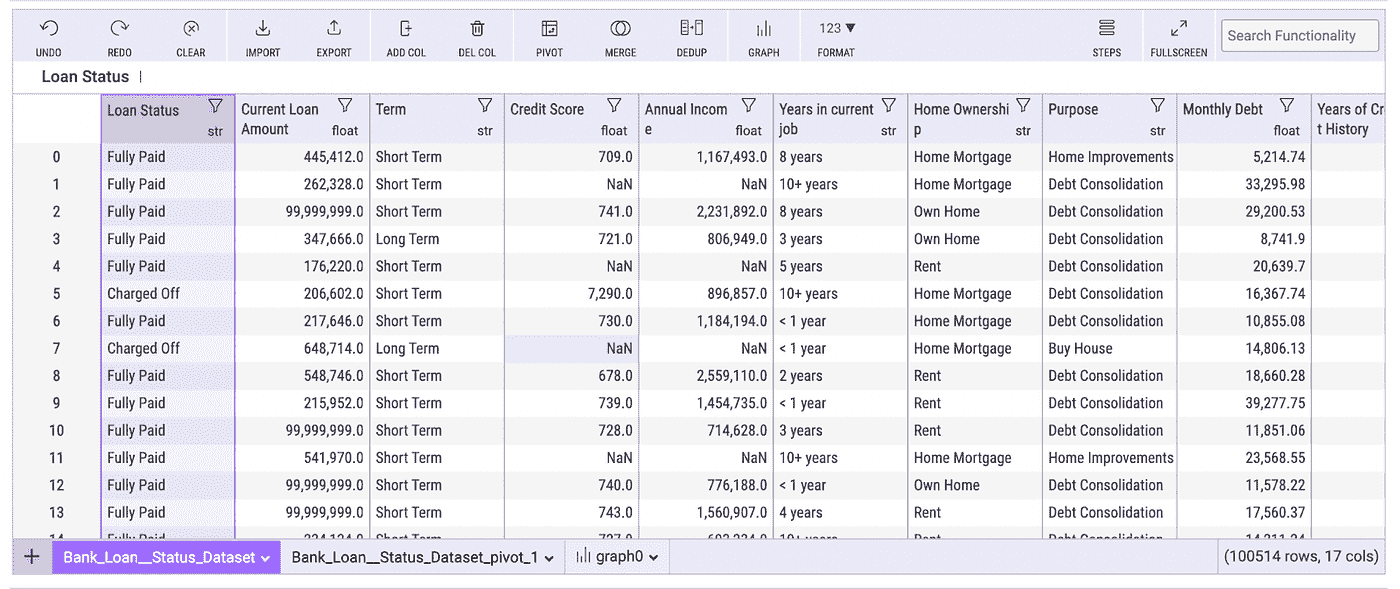 UNDO REDO CLEAR IMPORT EXPORT ADD COL DEL COL PIVOT MERGE DEDUP GRAPH 123 ▼ FORMAT STEPS FULLSCREEN Search Functionality
Loan Status
Loan Status Current Loan Term Credit Score Annual Incom Years in current Home Ownershi Purpose Monthly Debt Years of Cr
str Amount float str float e float job str p str str float t History
0 Fully Paid 445,412.0 Short Term 709.0 1,167,493.0 8 years Home Mortgage Home Improvements 5,214.74
1 Fully Paid 262,328.0 Short Term NaN NaN 10+ years Home Mortgage Debt Consolidation 33,295.98
2 Fully Paid 99,999,999.0 Short Term 741.0 2,231,892.0 8 years Own Home Debt Consolidation 29,200.53
3 Fully Paid 347,666.0 Long Term 721.0 806,949.0 3 years Own Home Debt Consolidation 8,741.9
4 Fully Paid 176,220.0 Short Term NaN NaN 5 years Rent Debt Consolidation 20,639.7
5 Charged Off 206,602.0 Short Term 7,290.0 896,857.0 10+ years Home Mortgage Debt Consolidation 16,367.74
6 Fully Paid 217,646.0 Short Term 730.0 1,184,194.0 < 1 year Home Mortgage Debt Consolidation 10,855.08
7 Charged Off 648,714.0 Long Term NaN NaN < 1 year Home Mortgage Buy House 14,806.13
8 Fully Paid 548,746.0 Short Term 678.0 2,559,110.0 2 years Rent Debt Consolidation 18,660.28
9 Fully Paid 215,952.0 Short Term 739.0 1,454,735.0 < 1 year Rent Debt Consolidation 39,277.75
10 Fully Paid 99,999,999.0 Short Term 728.0 714,628.0 3 years Rent Debt Consolidation 11,851.06
11 Fully Paid 541,970.0 Short Term NaN NaN 10+ years Home Mortgage Home Improvements 23,568.55
12 Fully Paid 99,999,999.0 Short Term 740.0 776,188.0 < 1 year Own Home Debt Consolidation 11,578.22
13 Fully Paid 99,999,999.0 Short Term 743.0 1,560,907.0 4 years Rent Debt Consolidation 17,560.37
+ Bank_Loan__Status_Dataset Bank_Loan__Status_Dataset_pivot_1 graph0 (100514 rows, 17 cols)